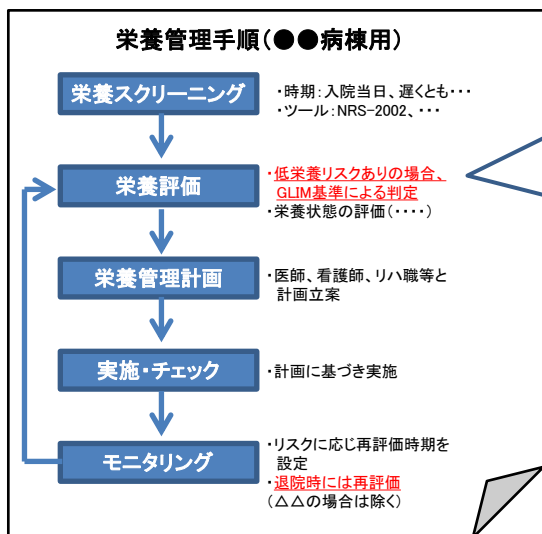 栄養管理手順(●●病棟用)
栄養スクリーニング
・時期:入院当日、遅くとも・・・
・ツール:NRS-2002、・・・
栄養評価
・低栄養リスクありの場合、
GLIM基準による判定
・栄養状態の評価(・・・・)
栄養管理計画
・医師、看護師、リハ職等と
計画立案
実施・チェック
・計画に基づき実施
モニタリング
・リスクに応じ再評価時期を
設定
・退院時には再評価
(△△の場合は除く)